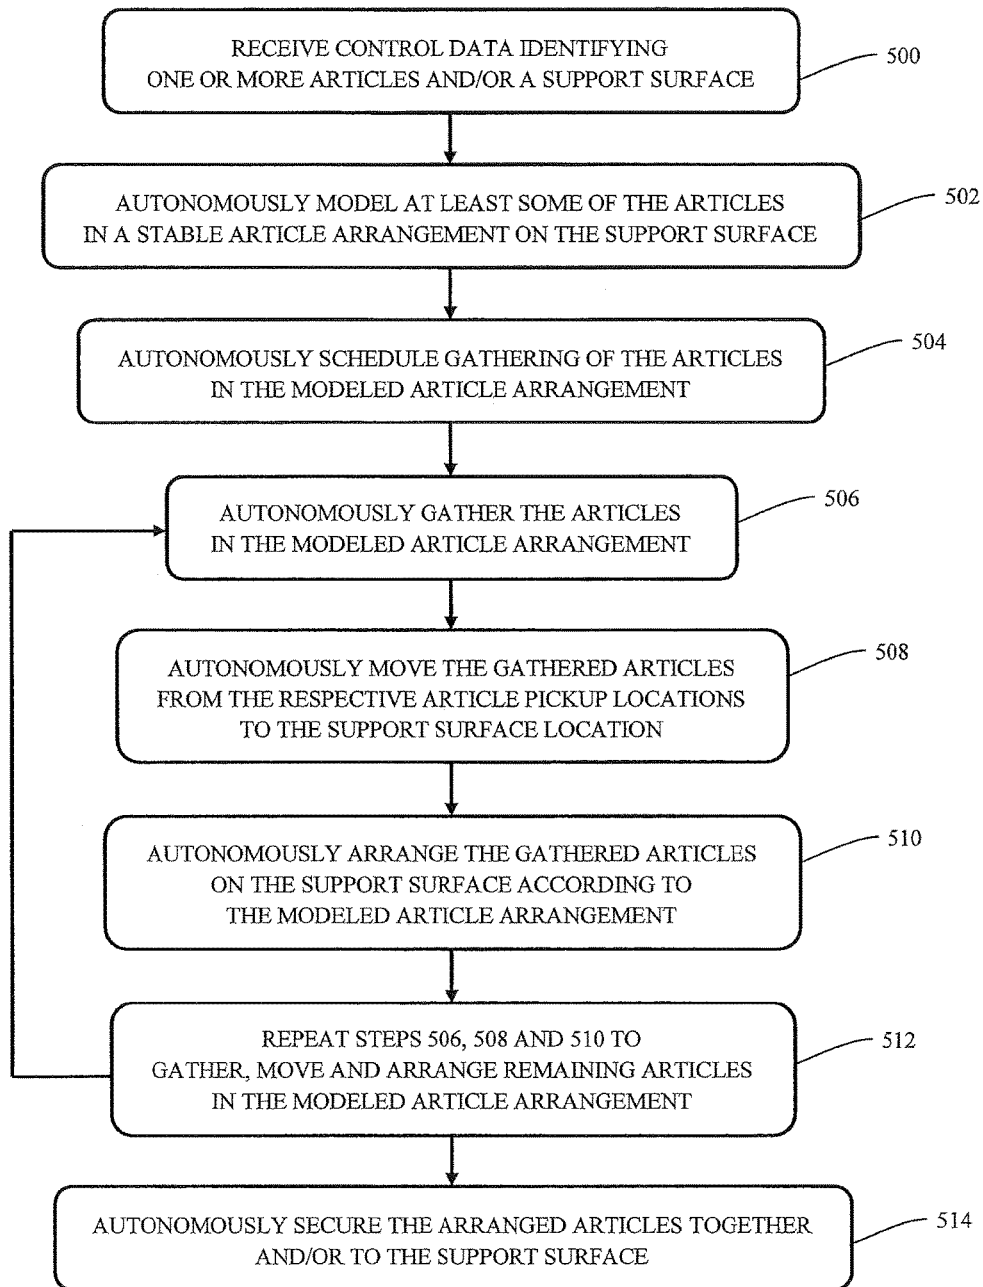 RECEIVE CONTROL DATA IDENTIFYING
ONE OR MORE ARTICLES AND/OR A SUPPORT SURFACE
500
AUTONOMOUSLY MODEL AT LEAST SOME OF THE ARTICLES
IN A STABLE ARTICLE ARRANGEMENT ON THE SUPPORT SURFACE
502
AUTONOMOUSLY SCHEDULE GATHERING OF THE ARTICLES
IN THE MODELED ARTICLE ARRANGEMENT
504
AUTONOMOUSLY GATHER THE ARTICLES
IN THE MODELED ARTICLE ARRANGEMENT
506
AUTONOMOUSLY MOVE THE GATHERED ARTICLES
FROM THE RESPECTIVE ARTICLE PICKUP LOCATIONS
TO THE SUPPORT SURFACE LOCATION
508
AUTONOMOUSLY ARRANGE THE GATHERED ARTICLES
ON THE SUPPORT SURFACE ACCORDING TO
THE MODELED ARTICLE ARRANGEMENT
510
REPEAT STEPS 506, 508 AND 510 TO
GATHER, MOVE AND ARRANGE REMAINING ARTICLES
IN THE MODELED ARTICLE ARRANGEMENT
512
AUTONOMOUSLY SECURE THE ARRANGED ARTICLES TOGETHER
AND/OR TO THE SUPPORT SURFACE
514